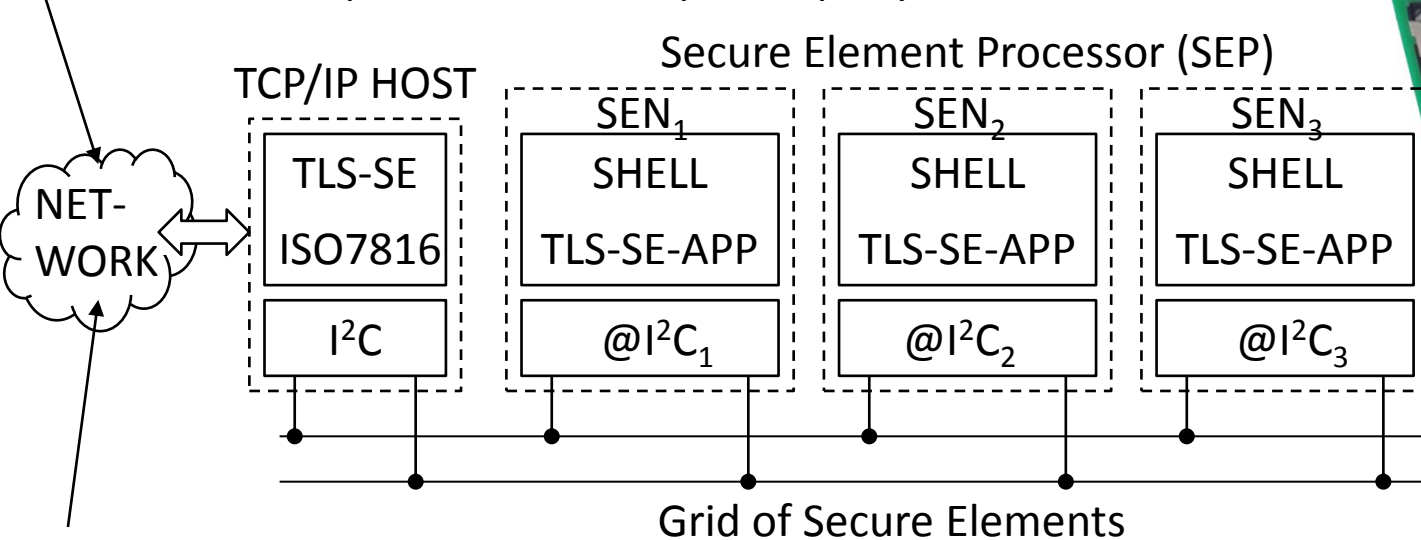 Secure Element Processor (SEP)
TCP/IP HOST
SEN₁ SEN₂ SEN₃
NET-
WORK
TLS-SE
ISO7816
I²C
SHELL
TLS-SE-APP
@I²C₁
SHELL
TLS-SE-APP
@I²C₂
SHELL
TLS-SE-APP
@I²C₃
Grid of Secure Elements